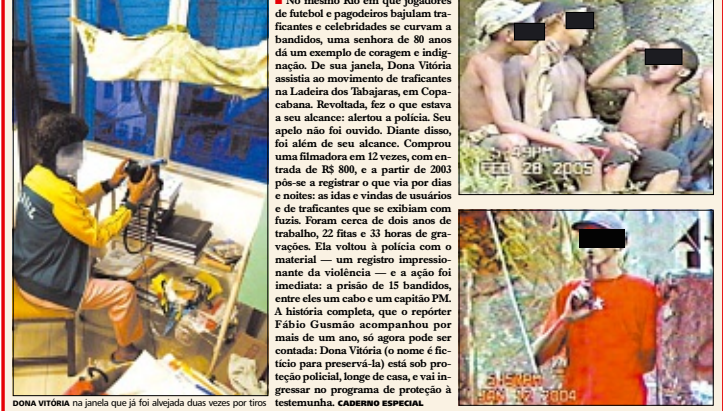 No mesmo Rio em que jogadores
de futebol e pagodeiros bajulam tra-
ficantes e celebridades se curvam a
bandidos, uma senhora de 80 anos
dá um exemplo de coragem e indig-
nação. De sua janela, Dona Vitória
assistia ao movimento de traficantes
na Ladeira dos Tabajaras, em Copa-
cabana. Revoltada, fez o que estava
a seu alcance: alertou a polícia. Seu
apelo não foi ouvido. Diante disso,
foi além de seu alcance. Comprou
uma filmadora em 12 vezes, com en-
trada de R$ 800, e a partir de 2003
pôs-se a registrar o que via por dias
e noites: as idas e vindas de usuários
e de traficantes que se exibiam com
fuzis. Foram cerca de dois anos de
trabalho, 22 fitas e 33 horas de gra-
vações. Ela voltou à polícia com o
material — um registro impressio-
nante da violência — e a ação foi
imediata: a prisão de 15 bandidos,
entre eles um cabo e um capitão PM.
A história completa, que o repórter
Fábio Gusmão acompanhou por
mais de um ano, só agora pode ser
contada: Dona Vitória (o nome é fic-
tício para preservá-la) está sob pro-
teção policial, longe de casa, e vai in-
gressar no programa de proteção à
testemunha. CADERNO ESPECIAL
DONA VITÓRIA na janela que já foi alvejada duas vezes por tiros
FEB 28 2005
JAN 17 2004